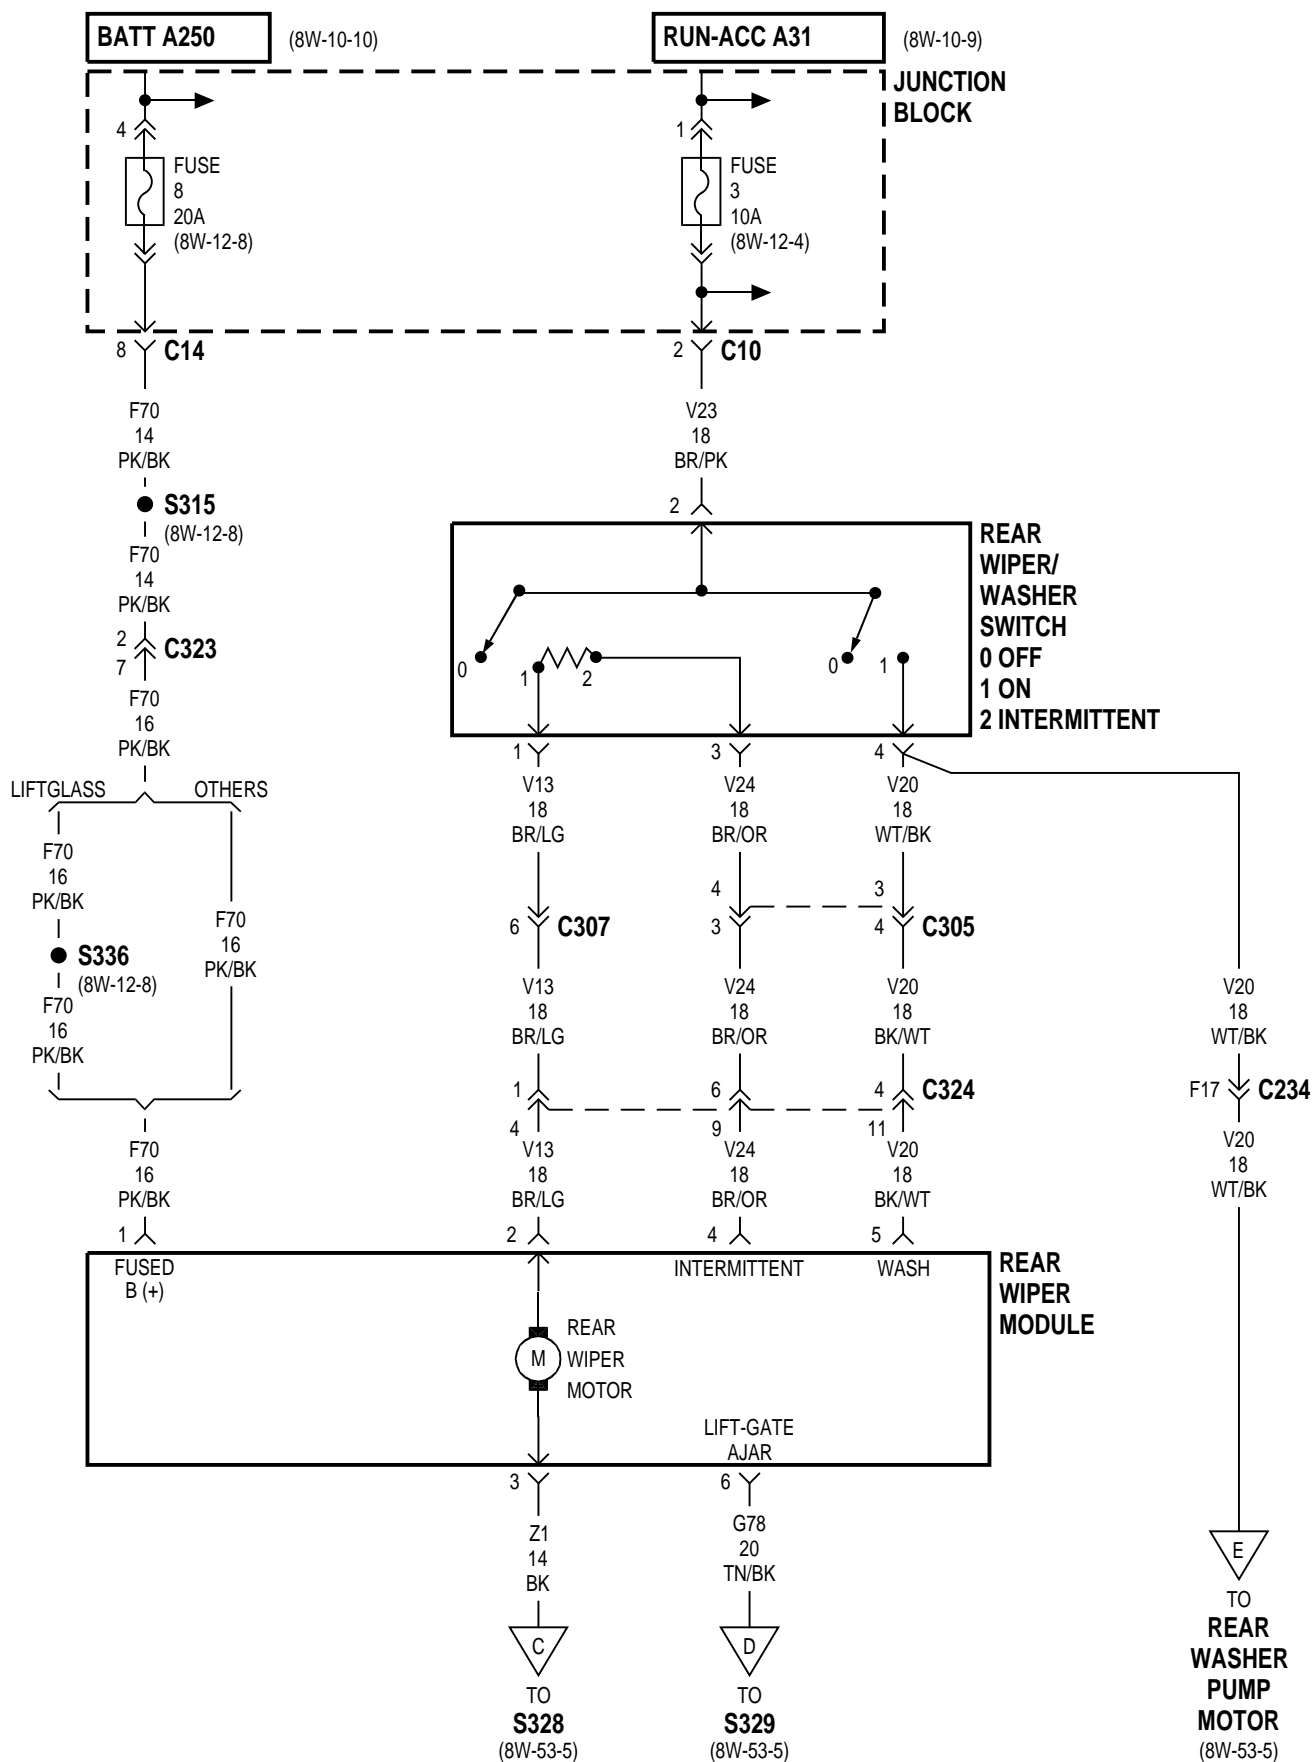 BATT A250
(8W-10-10)
RUN-ACC A31
(8W-10-9)
JUNCTION
BLOCK
4
FUSE
8
20A
(8W-12-8)
1
FUSE
3
10A
(8W-12-4)
8
C14
2
C10
F70
14
PK/BK
V23
18
BR/PK
S315
(8W-12-8)
2
F70
14
PK/BK
2
C323
7
F70
16
PK/BK
REAR
WIPER/
WASHER
SWITCH
0 OFF
1 ON
2 INTERMITTENT
0
1
2
0
1
1
3
4
LIFTGLASS
OTHERS
V13
18
BR/LG
V24
18
BR/OR
V20
18
WT/BK
F70
16
PK/BK
F70
16
PK/BK
S336
(8W-12-8)
F70
16
PK/BK
6
C307
4
3
3
4
C305
V13
18
BR/LG
V24
18
BR/OR
V20
18
BK/WT
V20
18
WT/BK
1
4
6
9
4
11
C324
F17
C234
F70
16
PK/BK
V13
18
BR/LG
V24
18
BR/OR
V20
18
BK/WT
V20
18
WT/BK
1
2
4
5
FUSED
B (+)
INTERMITTENT
WASH
REAR
WIPER
MODULE
M
REAR
WIPER
MOTOR
LIFT-GATE
AJAR
3
6
Z1
14
BK
G78
20
TN/BK
C
TO
S328
(8W-53-5)
D
TO
S329
(8W-53-5)
E
TO
REAR
WASHER
PUMP
MOTOR
(8W-53-5)